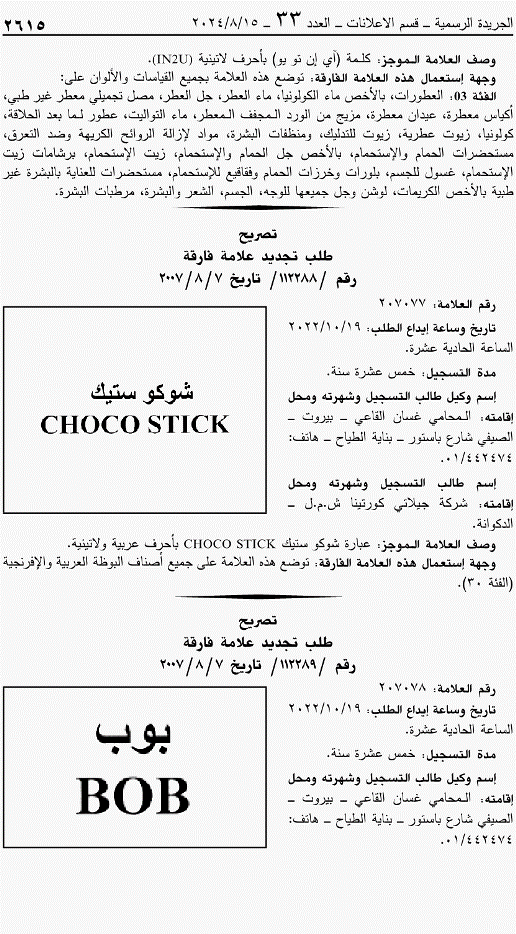 الجريدة الرسمية – قسم الاعلانات – العدد ٣٣ – ٢٠٢٤/٨/١٥
٢٦١٥
وصف العلامة الموجز: كلمة (آي إن تو يو) بأحرف لاتينية (IN2U).
وجهة إستعمال هذه العلامة الفارقة: توضع هذه العلامة بجميع القياسات والألوان على:
الفئة 03: العطورات، بالأخص ماء الكولونيا، ماء العطر، جل العطر، مصل تجميلي معطر غير طبي،
أكياس معطرة، عيدان معطرة، مزيج من الورد المجفف المعطر، ماء التواليت، عطور لما بعد الحلاقة،
كولونيا، زيوت عطرية، زيوت للتدليك، ومنظفات البشرة، مواد لإزالة الروائح الكريهة وضد التعرق،
مستحضرات الحمام والإستحمام، بالأخص جل الحمام والإستحمام، زيت الإستحمام، برشامات زيت
الإستحمام، غسول للجسم، بلورات وخرزات الحمام وفقاقيع للإستحمام، مستحضرات للعناية بالبشرة غير
طبية بالأخص الكريمات، لوشن وجل جميعها للوجه، الجسم، الشعر والبشرة، مرطبات البشرة.
تصريح
طلب تجديد علامة فارقة
رقم /١١٢٢٨٨/ تاريخ ٢٠٠٧/٨/٧
رقم العلامة: ٢٠٧٠٧٧
تاريخ وساعة إيداع الطلب: ٢٠٢٢/١٠/١٩
الساعة الحادية عشرة.
مدة التسجيل: خمس عشرة سنة.
إسم وكيل طالب التسجيل وشهرته ومحل
إقامته: المحامي غسان القاعي – بيروت –
الصيفي شارع باستور – بناية الطياح – هاتف:
٠١/٤٤٢٤٧٤.
إسم طالب التسجيل وشهرته ومحل
إقامته: شركة جيلاتي كورتينا ش.م.ل –
الدكوانة.
شوكو ستيك
CHOCO STICK
وصف العلامة الموجز: عبارة شوكو ستيك CHOCO STICK بأحرف عربية ولاتينية.
وجهة إستعمال هذه العلامة الفارقة: توضع هذه العلامة على جميع أصناف البوظة العربية والإفرنجية
(الفئة ٣٠).
تصريح
طلب تجديد علامة فارقة
رقم /١١٢٢٨٩/ تاريخ ٢٠٠٧/٨/٧
رقم العلامة: ٢٠٧٠٧٨
تاريخ وساعة إيداع الطلب: ٢٠٢٢/١٠/١٩
الساعة الحادية عشرة.
مدة التسجيل: خمس عشرة سنة.
إسم وكيل طالب التسجيل وشهرته ومحل
إقامته: المحامي غسان القاعي – بيروت –
الصيفي شارع باستور – بناية الطياح – هاتف:
٠١/٤٤٢٤٧٤.
بوب
BOB